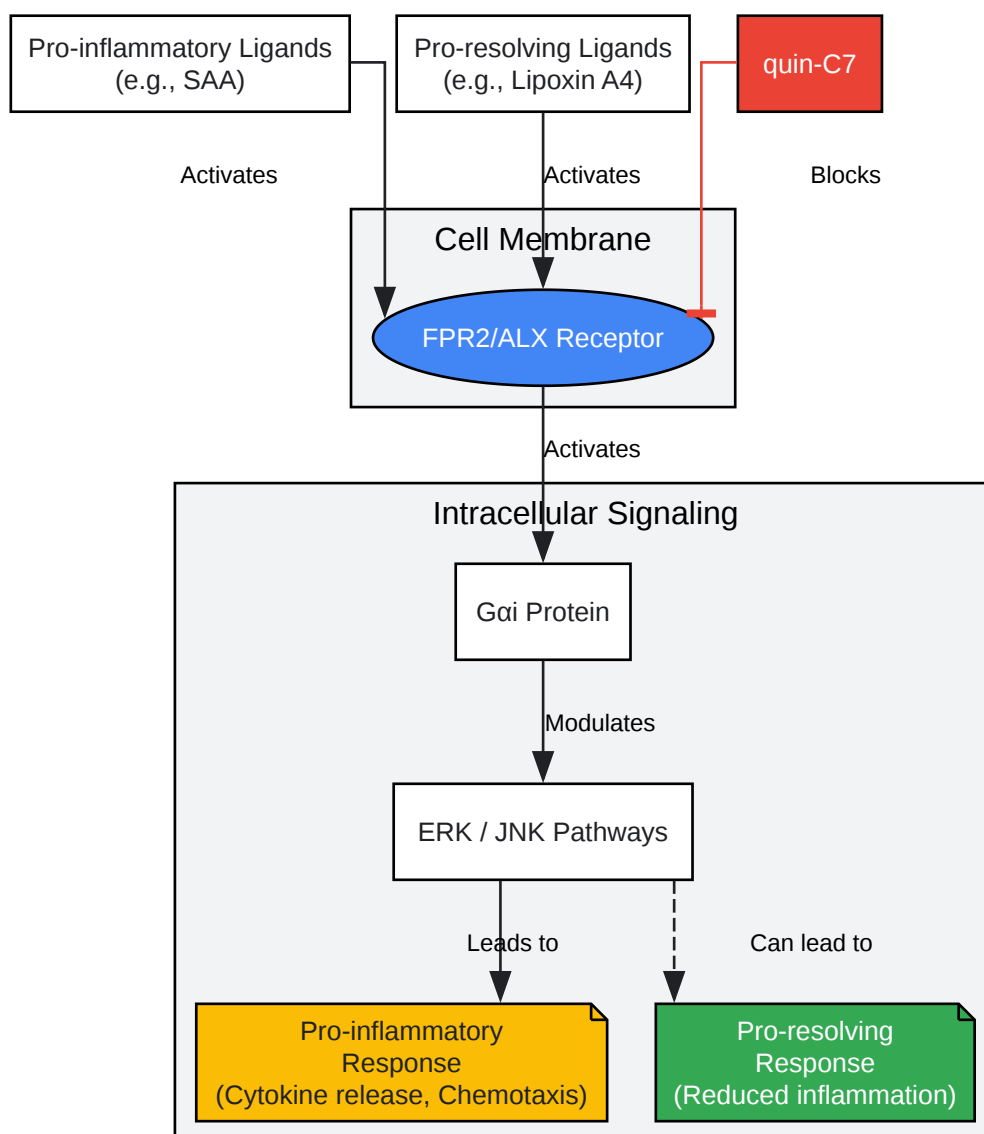 Pro-inflammatory Ligands
(e.g., SAA)
Pro-resolving Ligands
(e.g., Lipoxin A4)
quin-C7
Activates
Activates
Blocks
Cell Membrane
FPR2/ALX Receptor
Activates
Intracellular Signaling
Gαi Protein
Modulates
ERK / JNK Pathways
Leads to
Can lead to
Pro-inflammatory
Response
(Cytokine release, Chemotaxis)
Pro-resolving
Response
(Reduced inflammation)